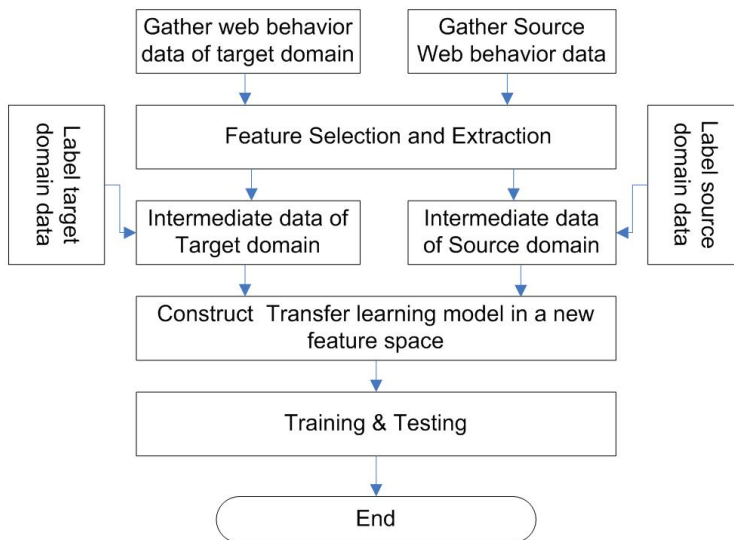 Gather web behavior
data of target domain
Gather Source
Web behavior data
Feature Selection and Extraction
Label target
domain data
Label source
domain data
Intermediate data of
Target domain
Intermediate data
of Source domain
Construct  Transfer learning model in a new
feature space
Training & Testing
End